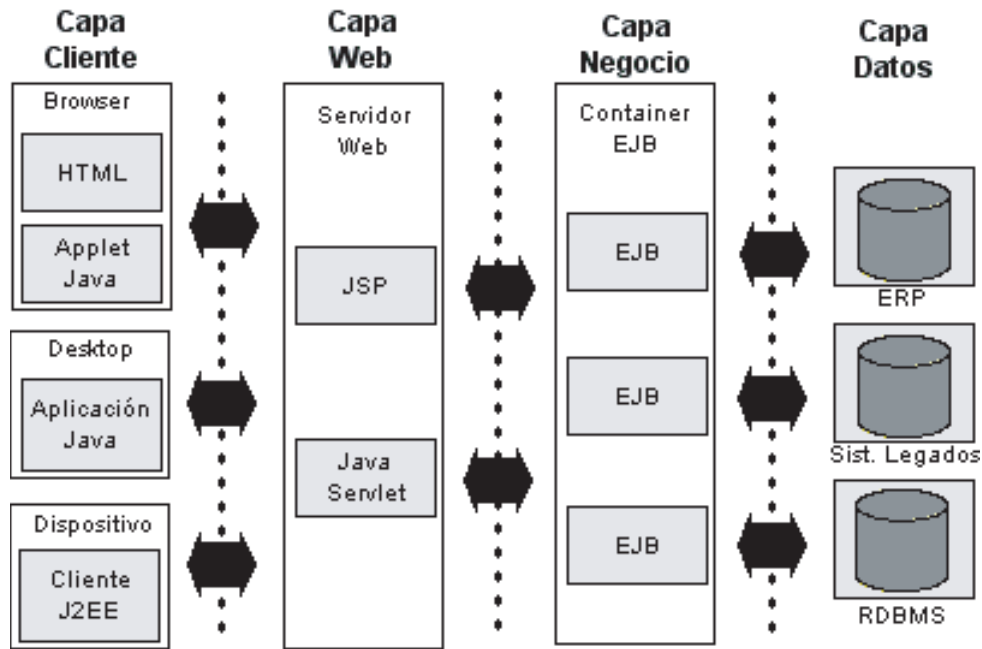 Capa
Cliente
Browser
HTML
Applet
Java
Desktop
Aplicación
Java
Dispositivo
Cliente
J2EE
Capa
Web
Servidor
Web
JSP
Java
Servlet
Capa
Negocio
Container
EJB
EJB
EJB
EJB
Capa
Datos
ERP
Sist. Legados
RDBMS